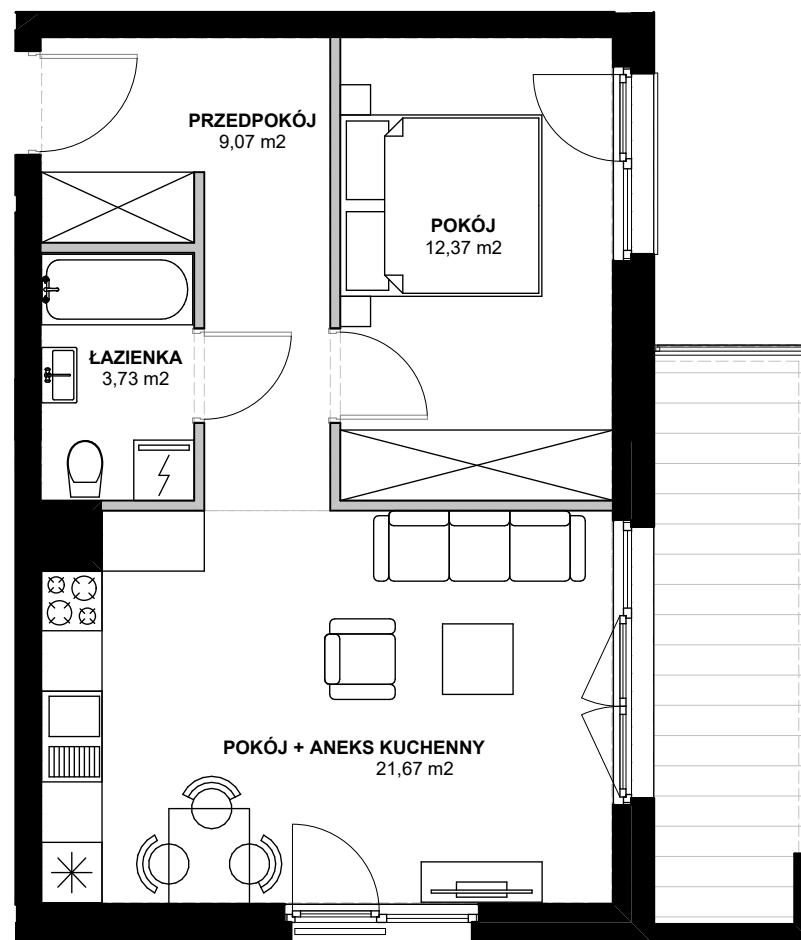 PRZEDPOKÓJ
9,07 m2
POKÓJ
12,37 m2
ŁAZIENKA
3,73 m2
POKÓJ + ANEKS KUCHENNY
21,67 m2